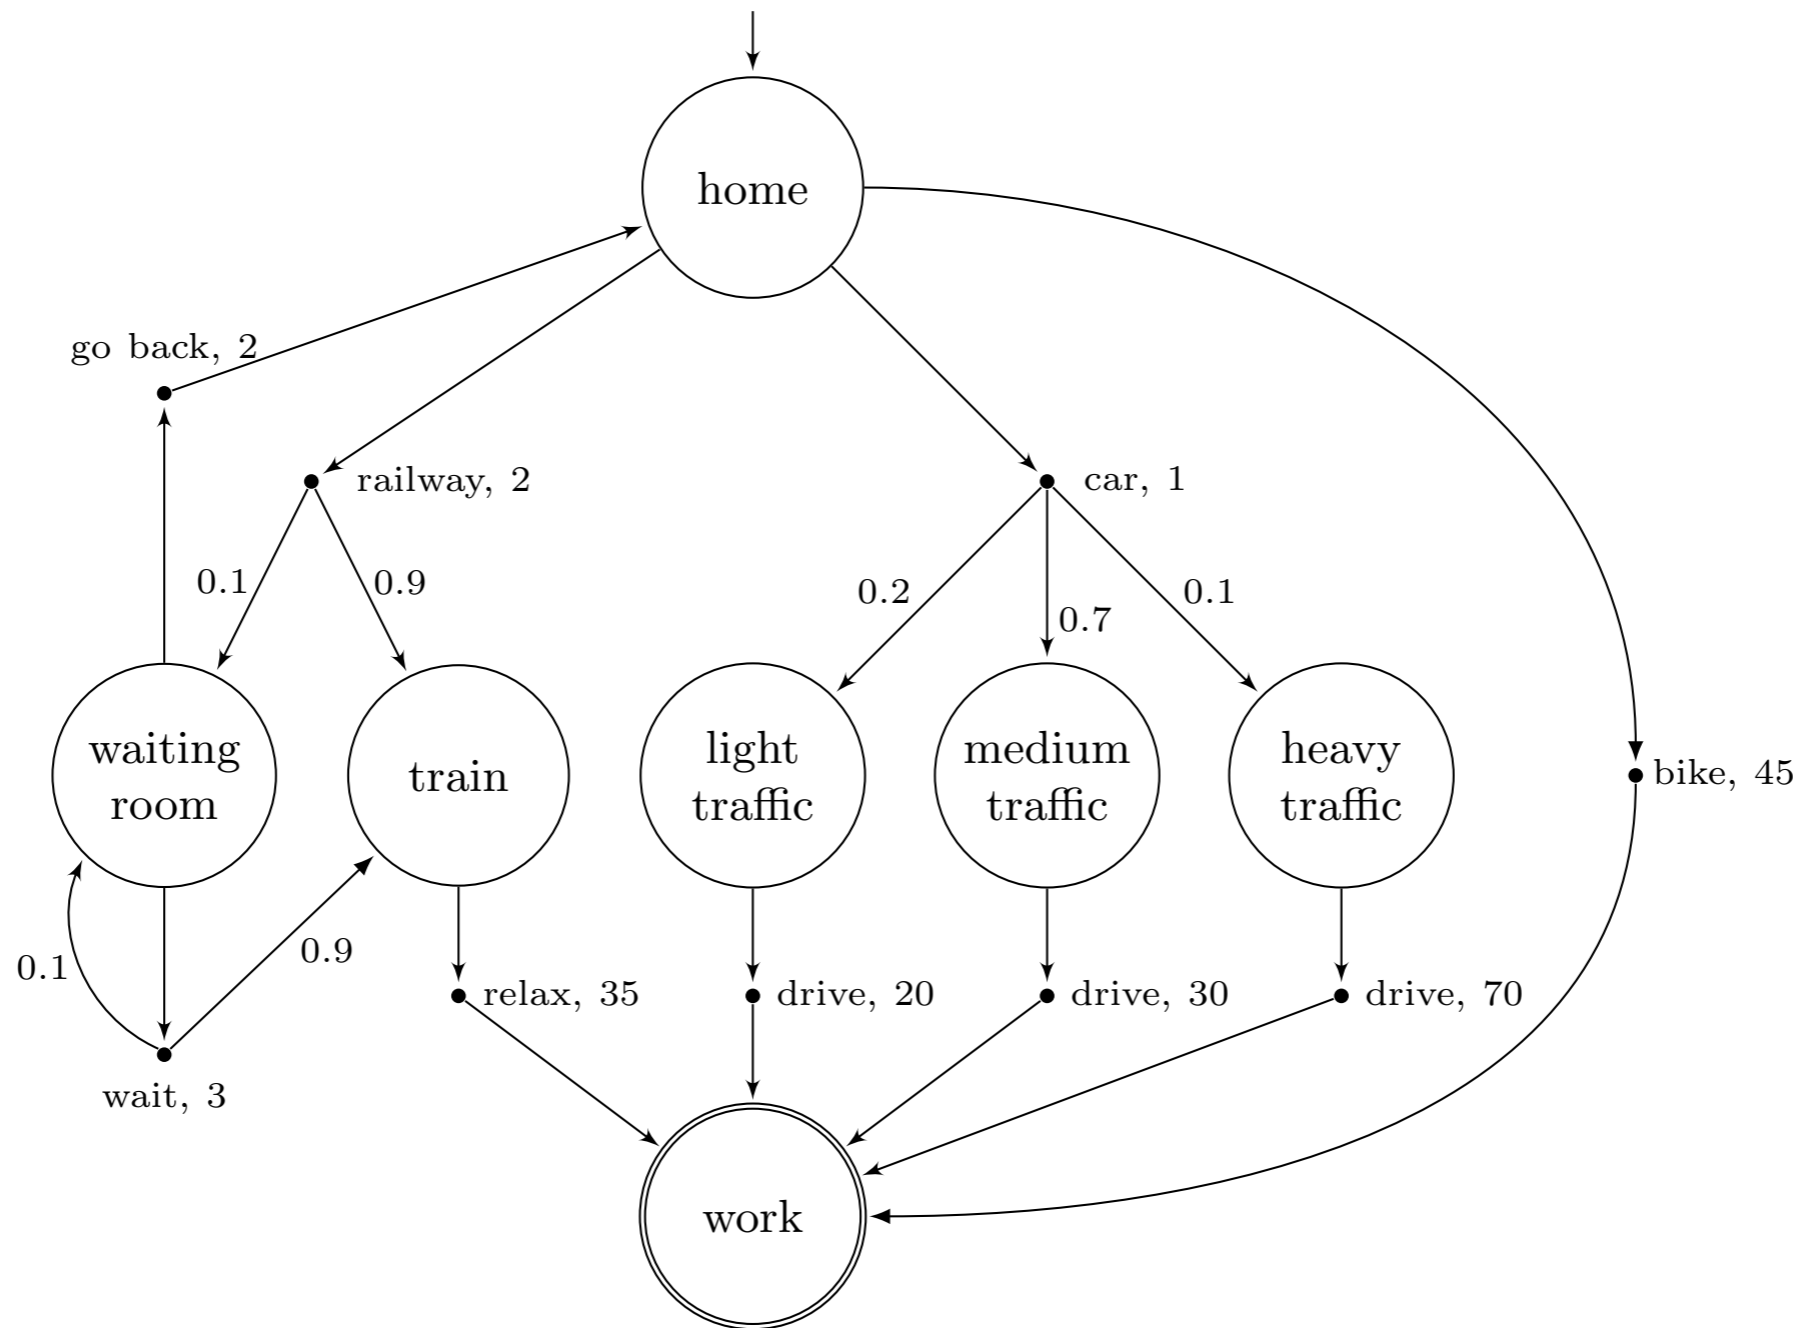 home
go back, 2
railway, 2
car, 1
0.1
0.9
0.2
0.7
0.1
waiting
room
train
light
traffic
medium
traffic
heavy
traffic
bike, 45
0.1
0.9
relax, 35
drive, 20
drive, 30
drive, 70
wait, 3
work